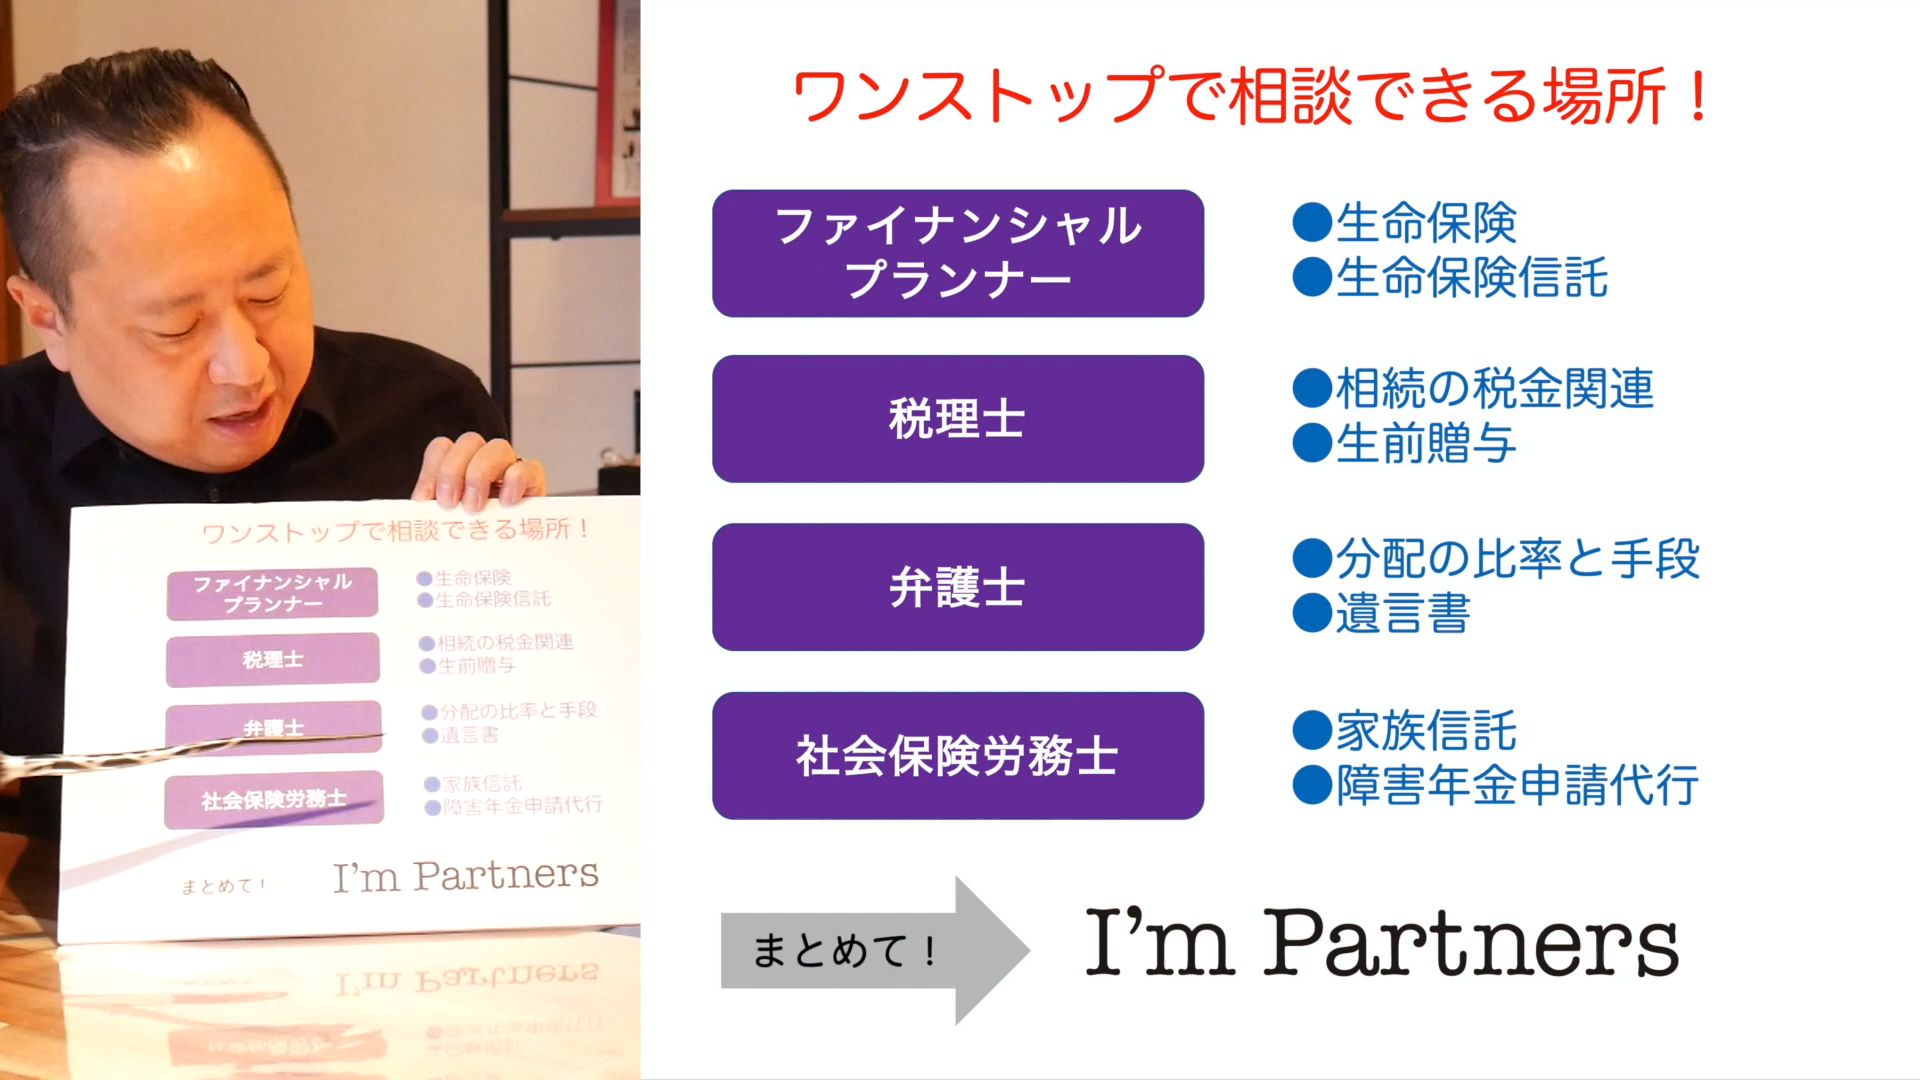 ワンストップで相談できる場所！
ファイナンシャル
プランナー
●生命保険
●生命保険信託
税理士
●相続の税金関連
●生前贈与
弁護士
●分配の比率と手段
●遺言書
社会保険労務士
●家族信託
●障害年金申請代行
まとめて！
I'm Partners
ワンストップで相談できる場所！
ファイナンシャル
プランナー
●生命保険
●生命保険信託
税理士
●相続の税金関連
●生前贈与
弁護士
●分配の比率と手段
●遺言書
社会保険労務士
●家族信託
●障害年金申請代行
まとめて！
I'm Partners